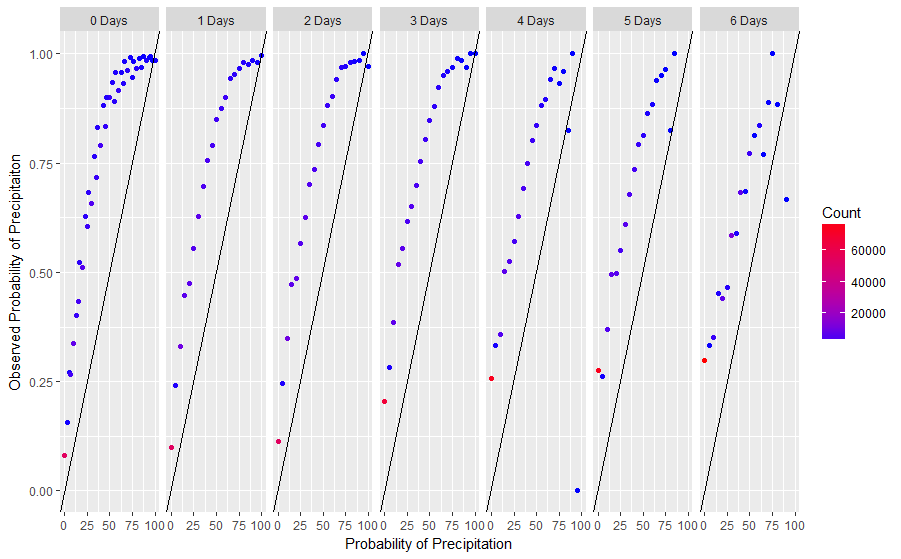 0 Days 1 Days 2 Days 3 Days 4 Days 5 Days 6 Days
1.00
0.75
0.50
0.25
0.00
Observed Probability of Precipitaiton
0 25 50 75 100 0 25 50 75 100 0 25 50 75 100 0 25 50 75 100 0 25 50 75 100 0 25 50 75 100 0 25 50 75 100
Probability of Precipitation
Count
60000
40000
20000